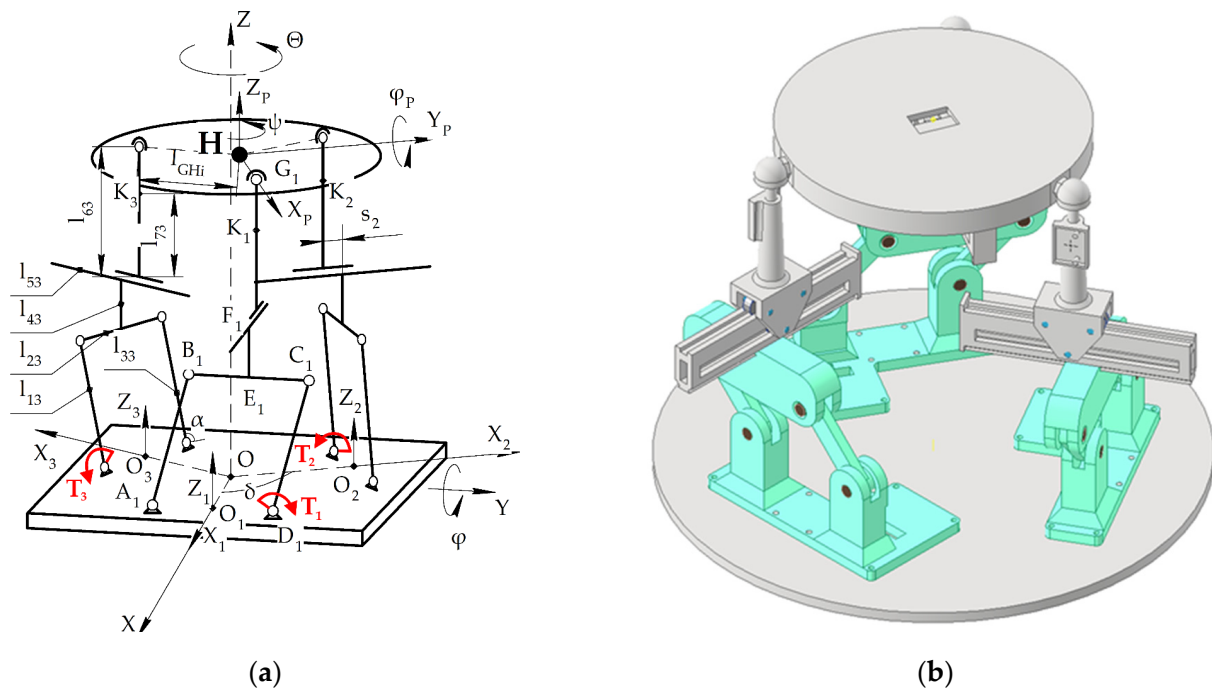 Z
Θ
Z_P
φ_P
ψ
Y_P
H
l_GHi
G_1
K_3
K_2
X_P
l_63
l_73
K_1
s_2
l_53
l_43
F_1
l_23
l_33
B_1
C_1
l_13
E_1
Z_3
α
Z_2
X_2
X_3
T_2
O_3
O
T_3
Z_1
δ
O_2
Y
A_1
O_1
T_1
X_1
D_1
φ
X
(a)
(b)